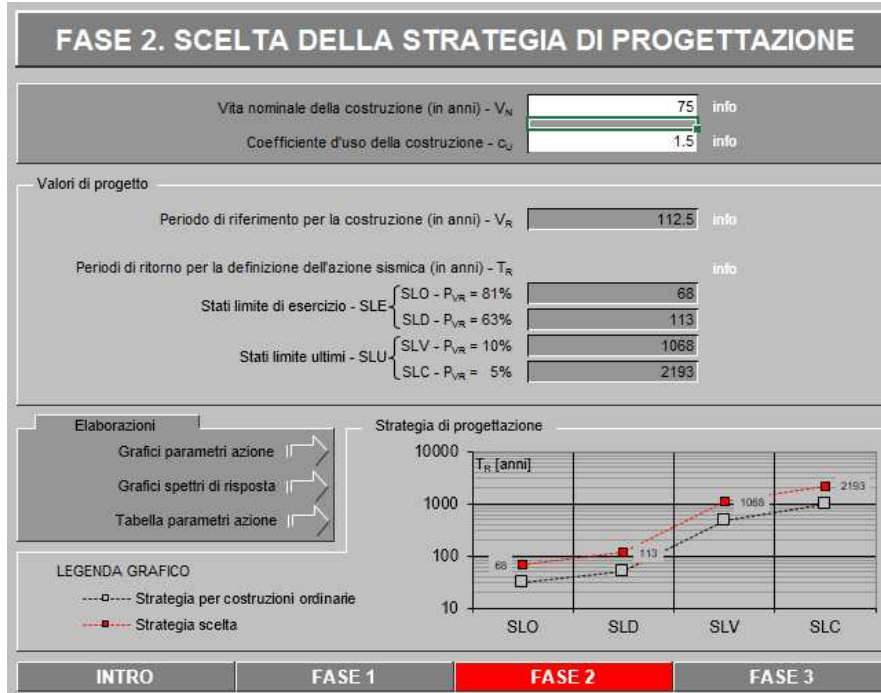 FASE 2. SCELTA DELLA STRATEGIA DI PROGETTAZIONE
Vita nominale della costruzione (in anni) - VN 75 info
Coefficiente d'uso della costruzione - cU 1.5 info
Valori di progetto
Periodo di riferimento per la costruzione (in anni) - VR 112.5 info
Periodi di ritorno per la definizione dell'azione sismica (in anni) - TR info
Stati limite di esercizio - SLE
SLO - PVR = 81% 68
SLD - PVR = 63% 113
Stati limite ultimi - SLU
SLV - PVR = 10% 1068
SLC - PVR = 5% 2193
Elaborazioni
Grafici parametri azione
Grafici spettri di risposta
Tabella parametri azione
Strategia di progettazione
TR [anni]
10000
1000
100
10
68
113
1068
2193
SLO SLD SLV SLC
LEGENDA GRAFICO
Strategia per costruzioni ordinarie
Strategia scelta
INTRO FASE 1 FASE 2 FASE 3